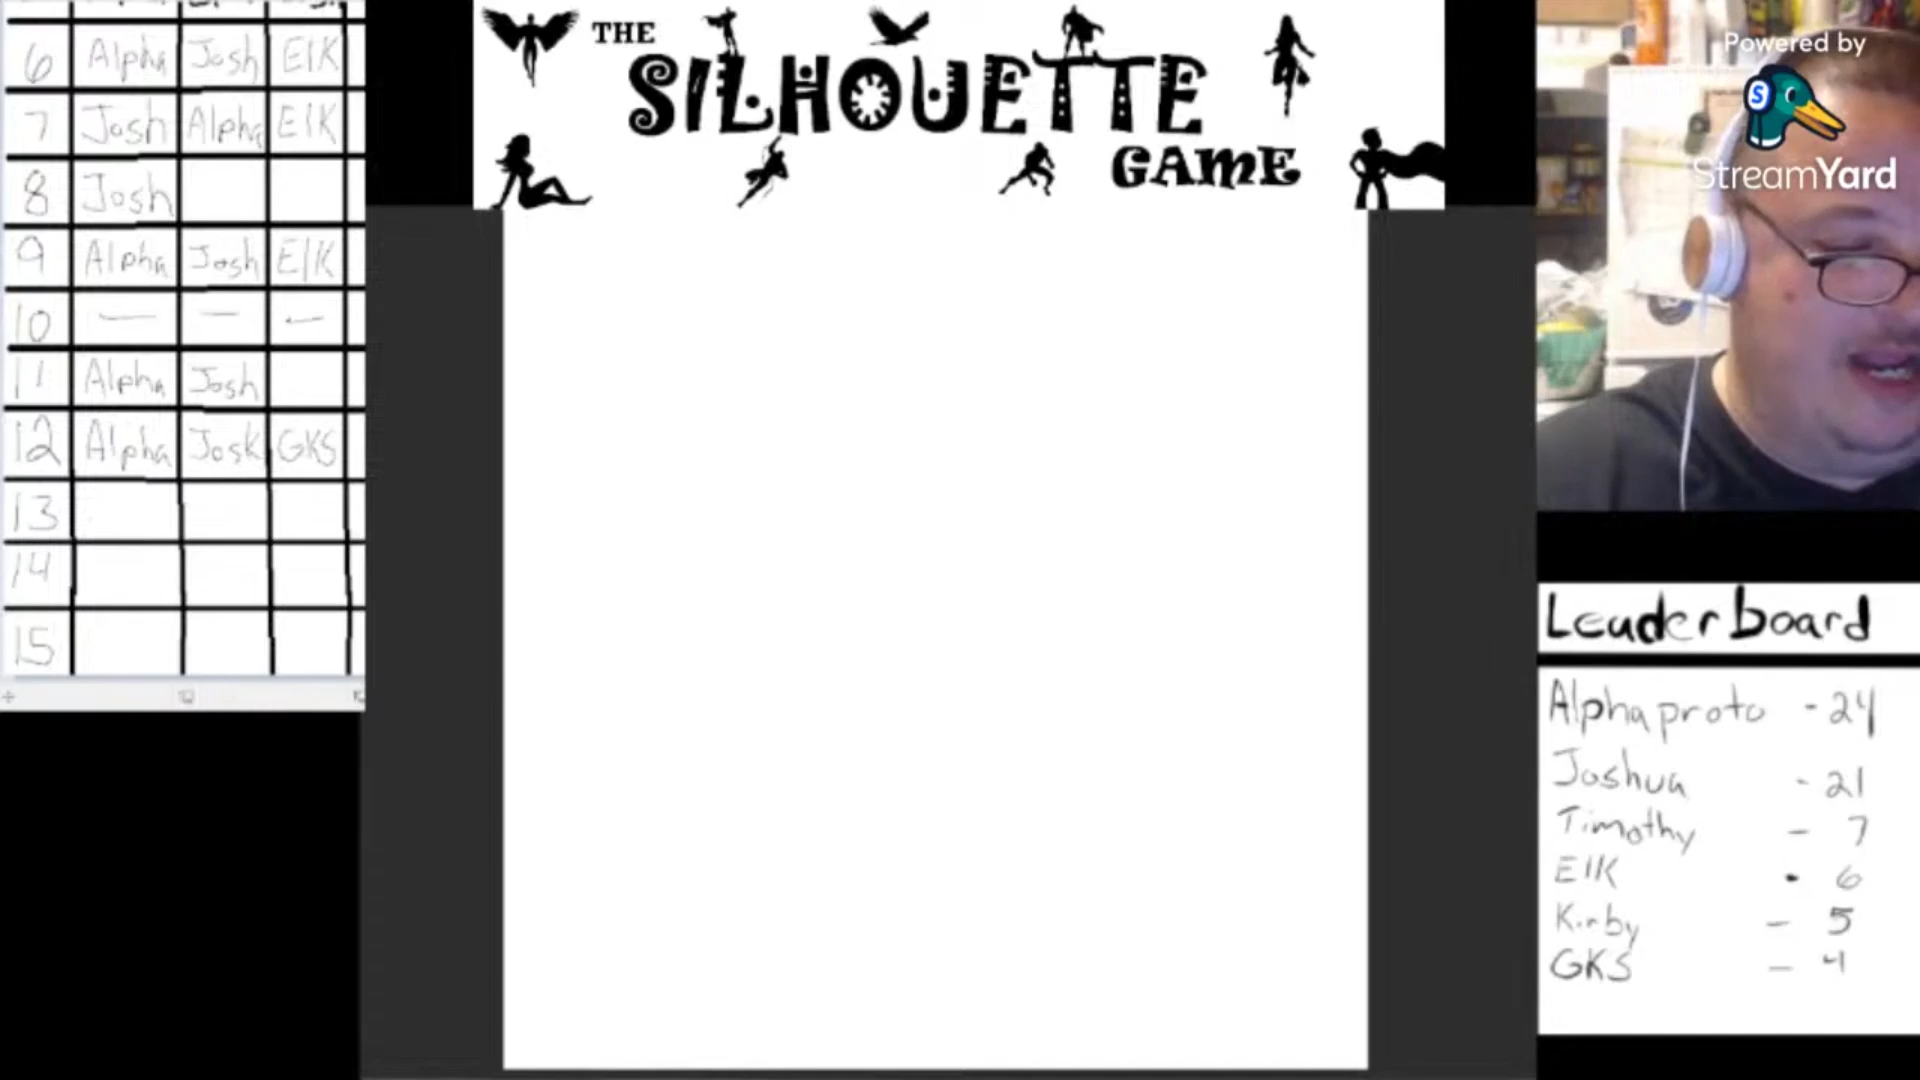 6 Alpha Josh Elk
7 Josh Alpha Elk
8 Josh
9 Alpha Josh Elk
10 — — —
11 Alpha Josh
12 Alpha Josh GKS
13
14
15
THE
SILHOUETTE
GAME
Powered by
S
StreamYard
Leaderboard
Alphaproto - 24
Joshua - 21
Timothy - 7
Elk - 6
Kirby - 5
GKS - 4